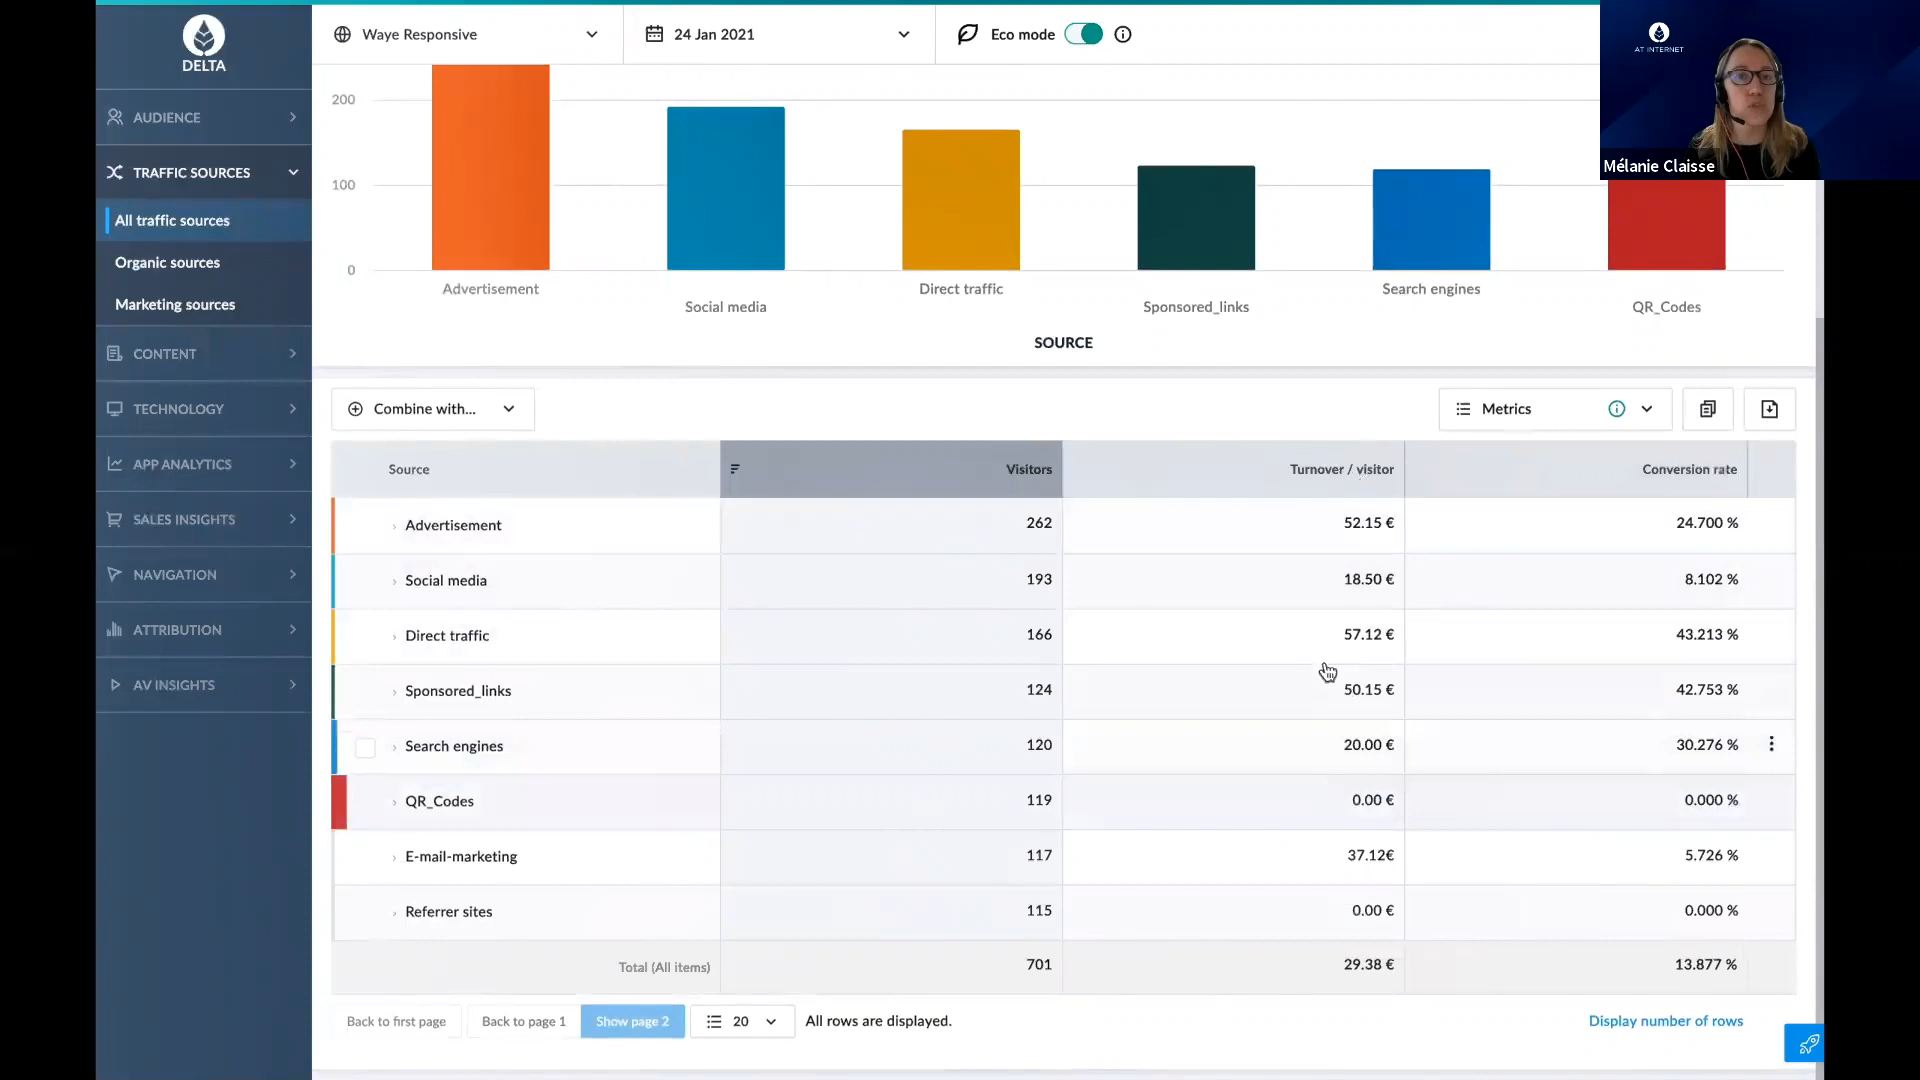 DELTA
AUDIENCE
TRAFFIC SOURCES
All traffic sources
Organic sources
Marketing sources
CONTENT
TECHNOLOGY
APP ANALYTICS
SALES INSIGHTS
NAVIGATION
ATTRIBUTION
AV INSIGHTS
Waye Responsive
24 Jan 2021
Eco mode
AT INTERNET
Mélanie Claisse
200
100
0
Advertisement
Social media
Direct traffic
Sponsored_links
Search engines
QR_Codes
SOURCE
Combine with...
Metrics
Source Visitors Turnover / visitor Conversion rate
Advertisement 262 52.15 € 24.700 %
Social media 193 18.50 € 8.102 %
Direct traffic 166 57.12 € 43.213 %
Sponsored_links 124 50.15 € 42.753 %
Search engines 120 20.00 € 30.276 %
QR_Codes 119 0.00 € 0.000 %
E-mail-marketing 117 37.12€ 5.726 %
Referrer sites 115 0.00 € 0.000 %
Total (All items) 701 29.38 € 13.877 %
Back to first page
Back to page 1
Show page 2
20
All rows are displayed.
Display number of rows